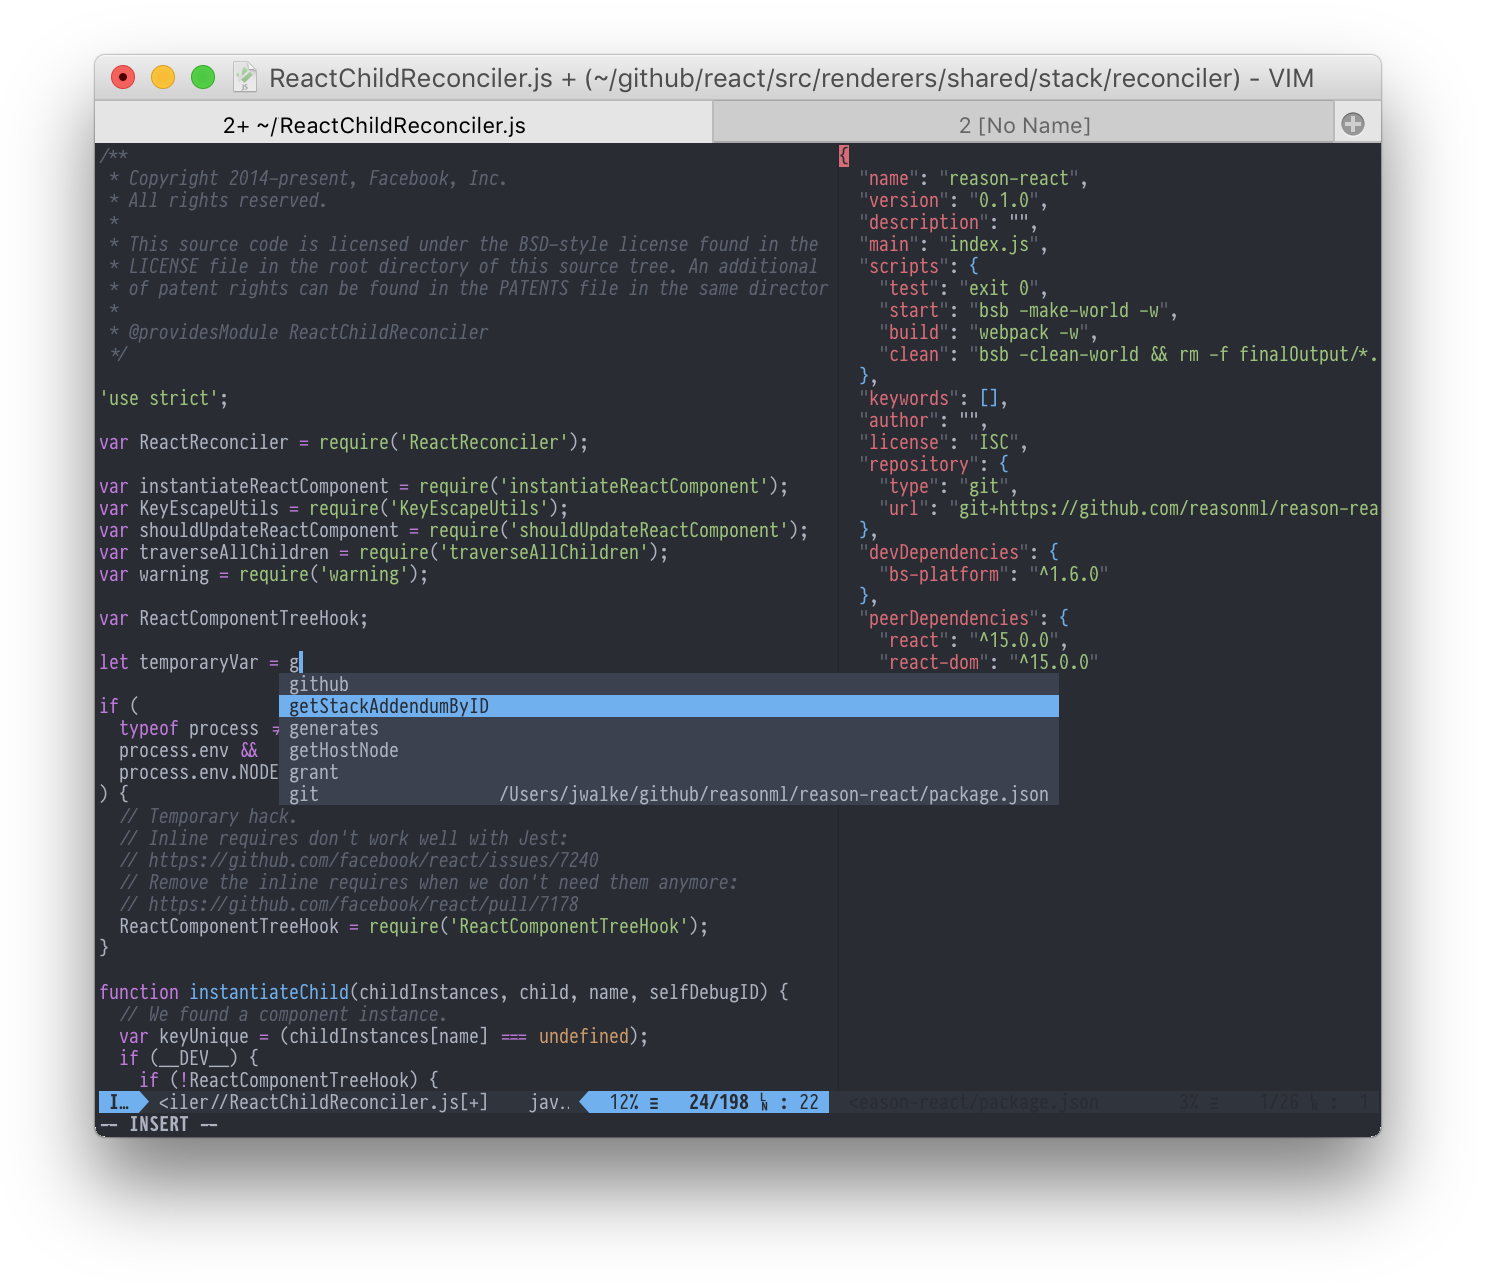 ReactChildReconciler.js + (~/github/react/src/renderers/shared/stack/reconciler) - VIM
2+ ~/ReactChildReconciler.js
2 [No Name]
/**
 * Copyright 2014-present, Facebook, Inc.
 * All rights reserved.
 *
 * This source code is licensed under the BSD-style license found in the
 * LICENSE file in the root directory of this source tree. An additional
 * of patent rights can be found in the PATENTS file in the same director
 *
 * @providesModule ReactChildReconciler
 */
'use strict';
var ReactReconciler = require('ReactReconciler');
var instantiateReactComponent = require('instantiateReactComponent');
var KeyEscapeUtils = require('KeyEscapeUtils');
var shouldUpdateReactComponent = require('shouldUpdateReactComponent');
var traverseAllChildren = require('traverseAllChildren');
var warning = require('warning');
var ReactComponentTreeHook;
let temporaryVar = g
github
getStackAddendumByID
generates
getHostNode
grant
git /Users/jwalke/github/reasonml/reason-react/package.json
if (
  typeof process
  process.env &&
  process.env.NODE
) {
  // Temporary hack.
  // Inline requires don't work well with Jest:
  // https://github.com/facebook/react/issues/7240
  // Remove the inline requires when we don't need them anymore:
  // https://github.com/facebook/react/pull/7178
  ReactComponentTreeHook = require('ReactComponentTreeHook');
}
function instantiateChild(childInstances, child, name, selfDebugID) {
  // We found a component instance.
  var keyUnique = (childInstances[name] === undefined);
  if (__DEV__) {
    if (!ReactComponentTreeHook) {
I… <iler//ReactChildReconciler.js[+] jav.. 12% ≡ 24/198 ␤ : 22
-- INSERT --
{
  "name": "reason-react",
  "version": "0.1.0",
  "description": "",
  "main": "index.js",
  "scripts": {
    "test": "exit 0",
    "start": "bsb -make-world -w",
    "build": "webpack -w",
    "clean": "bsb -clean-world && rm -f finalOutput/*.
  },
  "keywords": [],
  "author": "",
  "license": "ISC",
  "repository": {
    "type": "git",
    "url": "git+https://github.com/reasonml/reason-rea
  },
  "devDependencies": {
    "bs-platform": "^1.6.0"
  },
  "peerDependencies": {
    "react": "^15.0.0",
    "react-dom": "^15.0.0"
<eason-react/package.json 3% ≡ 1/26 ␤ : 1